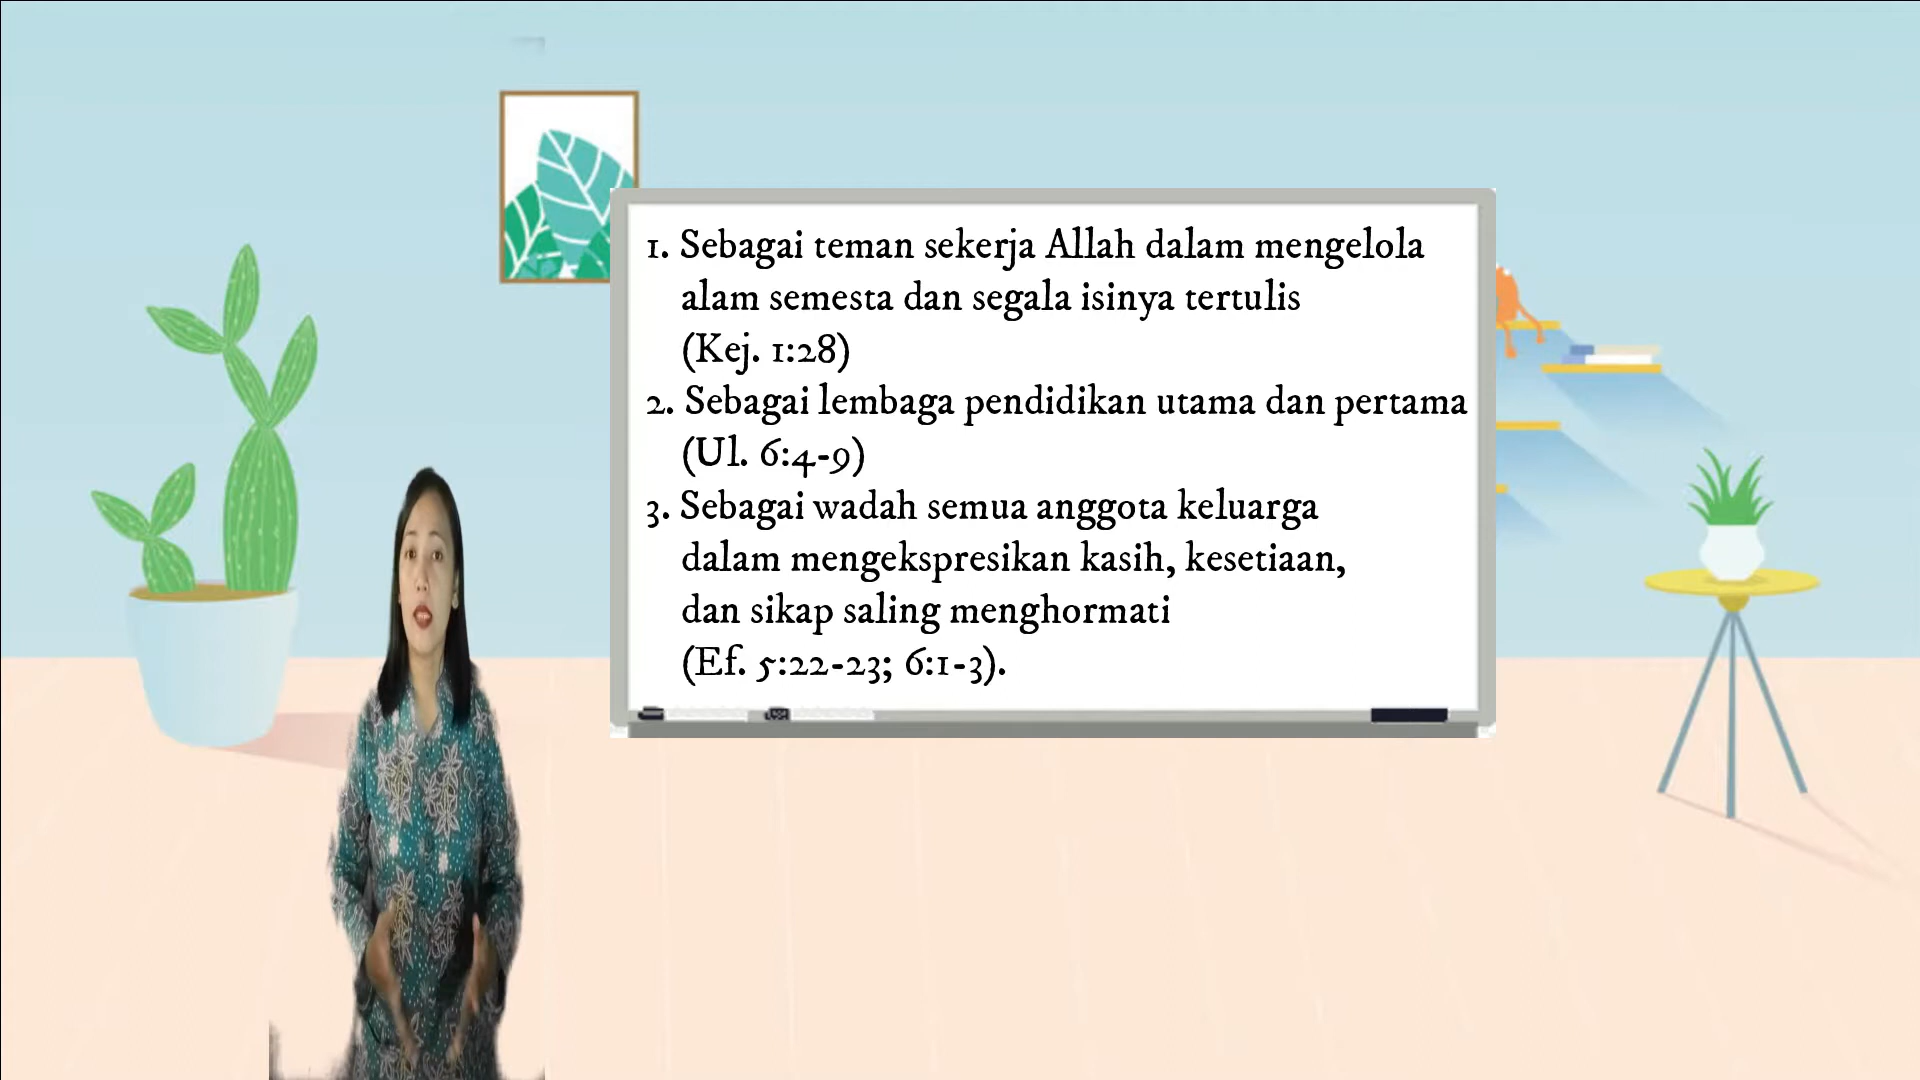 1. Sebagai teman sekerja Allah dalam mengelola
alam semesta dan segala isinya tertulis
(Kej. 1:28)
2. Sebagai lembaga pendidikan utama dan pertama
(Ul. 6:4-9)
3. Sebagai wadah semua anggota keluarga
dalam mengekspresikan kasih, kesetiaan,
dan sikap saling menghormati
(Ef. 5:22-23; 6:1-3).